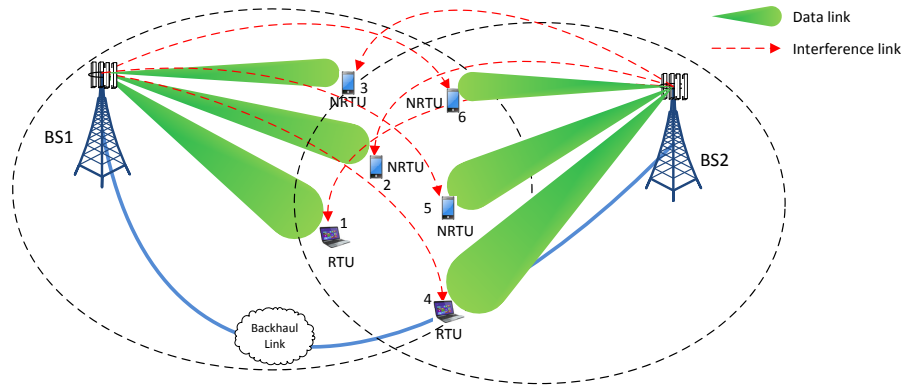 Data link
Interference link
BS1
3
NRTU
NRTU
6
BS2
NRTU
2
1
5
RTU
NRTU
4
RTU
Backhaul
Link